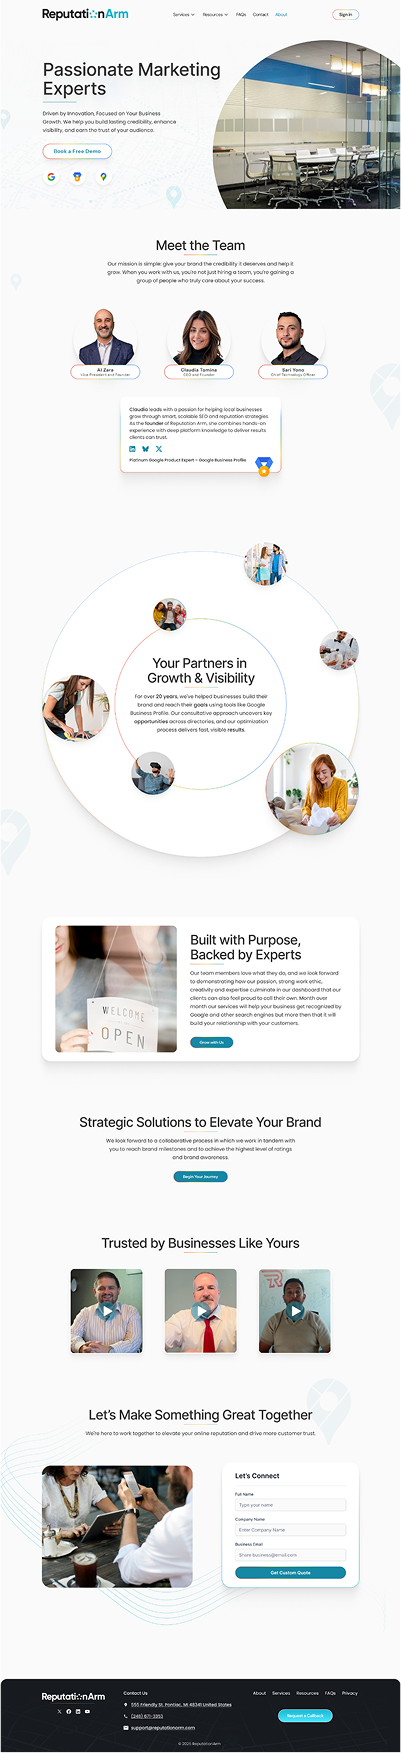 ReputationArm
Services Resources FAQs Contact About
Sign In
Passionate Marketing
Experts
Driven by Innovation, Focused on Your Business
Growth. We help you build lasting credibility, enhance
visibility, and earn the trust of your audience.
Book a Free Demo
Meet the Team
Our mission is simple: give your brand the credibility it deserves and help it
grow. When you work with us, you're not just hiring a team, you're gaining a
group of people who truly care about your success.
Al Zara
Vice President and Founder
Claudia Tomina
CEO and Founder
Sari Yono
Chief Technology Officer
Claudia leads with a passion for helping local businesses
grow through smart, scalable SEO and reputation strategies.
As the founder of Reputation Arm, she combines hands-on
experience with deep platform knowledge to deliver results
clients can trust.
Platinum Google Product Expert – Google Business Profile
Your Partners in
Growth & Visibility
For over 20 years, we've helped businesses build their
brand and reach their goals using tools like Google
Business Profile. Our consultative approach uncovers key
opportunities across directories, and our optimization
process delivers fast, visible results.
WELCOME
OPEN
Built with Purpose,
Backed by Experts
Our team members love what they do, and we look forward
to demonstrating how our passion, strong work ethic,
creativity and expertise culminate in our dashboard that our
clients can also feel proud to call their own. Month over
month our services will help your business get recognized by
Google and other search engines but more then that it will
build your relationship with your customers.
Grow with Us
Strategic Solutions to Elevate Your Brand
We look forward to a collaborative process in which we work in tandem with
you to reach brand milestones and to achieve the highest level of ratings
and brand awareness.
Begin Your Journey
Trusted by Businesses Like Yours
Let's Make Something Great Together
We're here to work together to elevate your online reputation and drive more customer trust.
Let's Connect
Full Name
Type your name
Company Name
Enter Company Name
Business Email
Share business@email.com
Get Custom Quote
ReputationArm
Contact Us
555 Friendly St. Pontiac, MI 48341 United States
(248) 671-3352
support@reputationarm.com
About Services Resources FAQs Privacy
Request a Callback
© 2025 ReputationArm